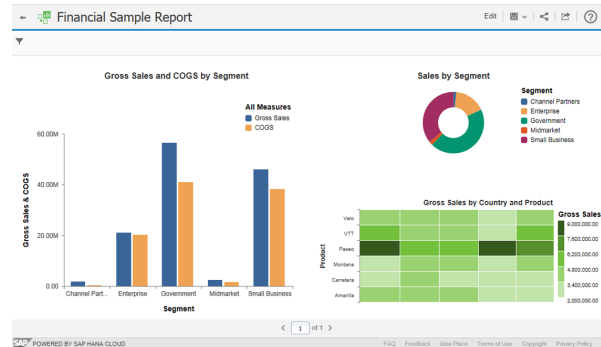 Financial Sample Report
Edit
Gross Sales and COGS by Segment
All Measures
Gross Sales
COGS
Gross Sales & COGS
60.00M
40.00M
20.00M
0.00
Channel Part...
Enterprise
Government
Midmarket
Small Business
Segment
Sales by Segment
Segment
Channel Partners
Enterprise
Government
Midmarket
Small Business
Gross Sales by Country and Product
Product
Velo
VTT
Paseo
Montana
Carretera
Amarilla
Gross Sales
9,000,000.00
7,600,000.00
6,200,000.00
4,800,000.00
3,400,000.00
2,000,000.00
1 of 1
SAP POWERED BY SAP HANA CLOUD
FAQ Feedback Idea Place Terms of Use Copyright Privacy Policy